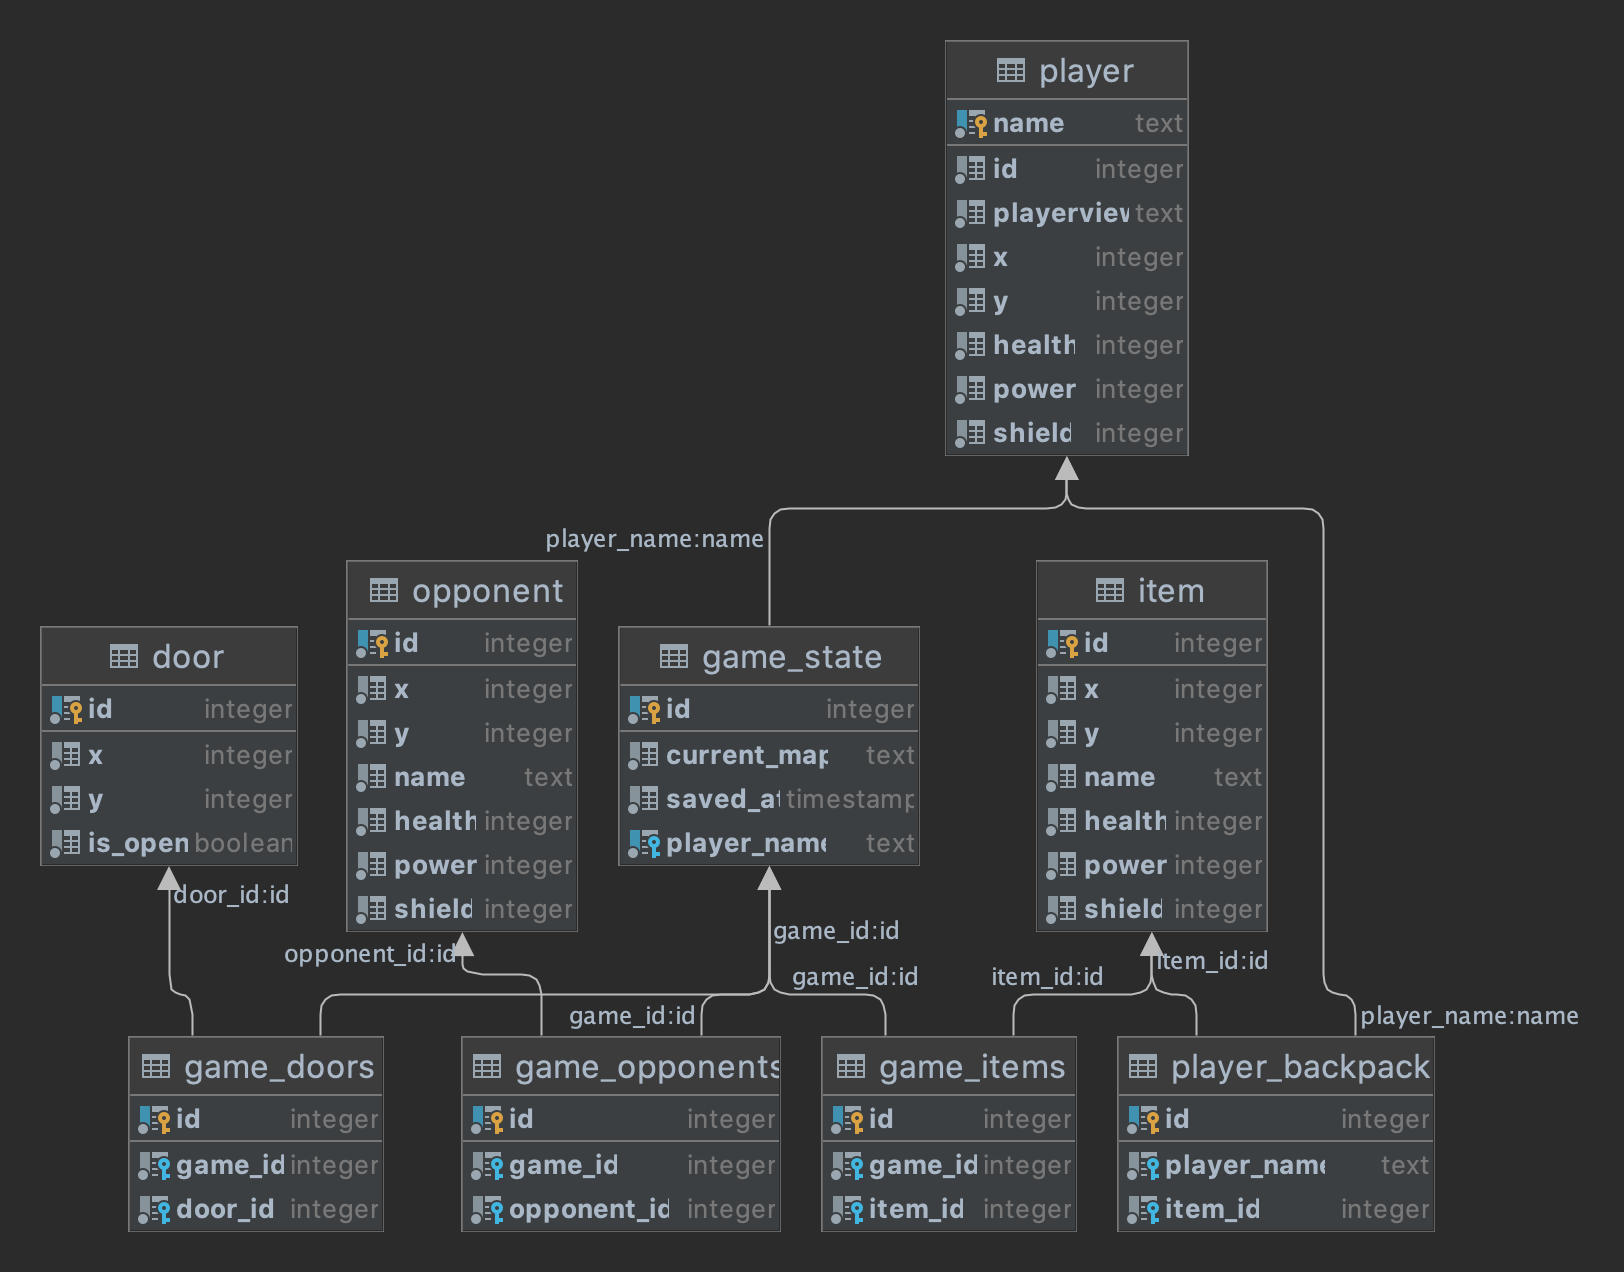 player
name text
id integer
playerview text
x integer
y integer
health integer
power integer
shield integer
player_name:name
opponent
id integer
x integer
y integer
name text
health integer
power integer
shield integer
item
id integer
x integer
y integer
name text
health integer
power integer
shield integer
door
id integer
x integer
y integer
is_open boolean
game_state
id integer
current_map text
saved_at timestamp
player_name text
door_id:id
opponent_id:id
game_id:id
game_id:id
game_id:id
item_id:id
item_id:id
player_name:name
game_doors
id integer
game_id integer
door_id integer
game_opponents
id integer
game_id integer
opponent_id integer
game_items
id integer
game_id integer
item_id integer
player_backpack
id integer
player_name text
item_id integer